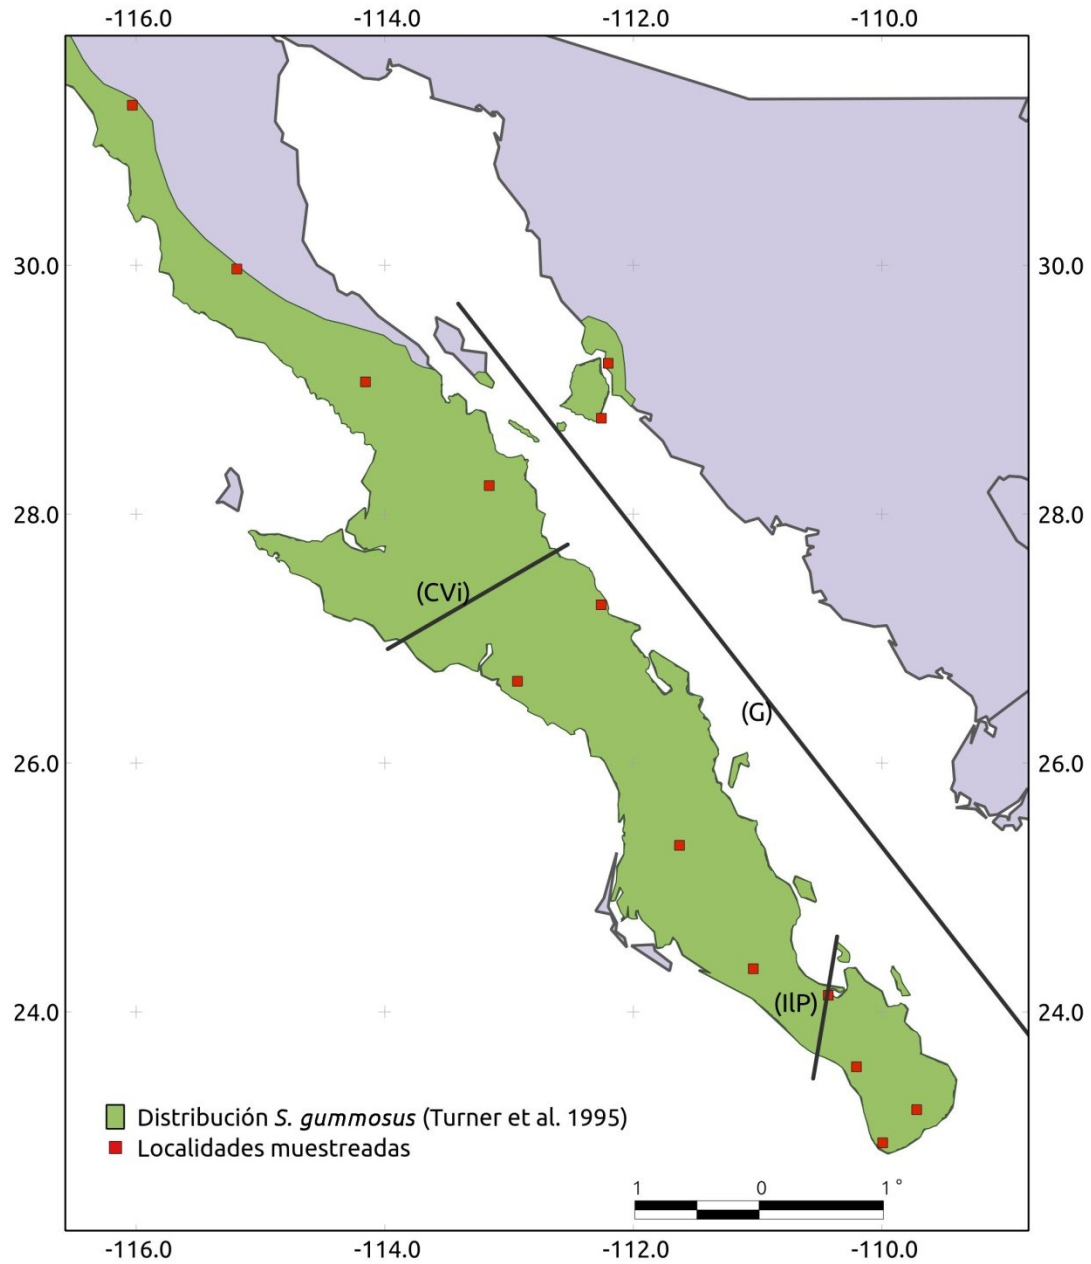 -116.0 -114.0 -112.0 -110.0
30.0 30.0
28.0 28.0
(CVi)
(G)
26.0 26.0
24.0 (IlP) 24.0
Distribución S. gummosus (Turner et al. 1995)
Localidades muestreadas
1 0 1 °
-116.0 -114.0 -112.0 -110.0